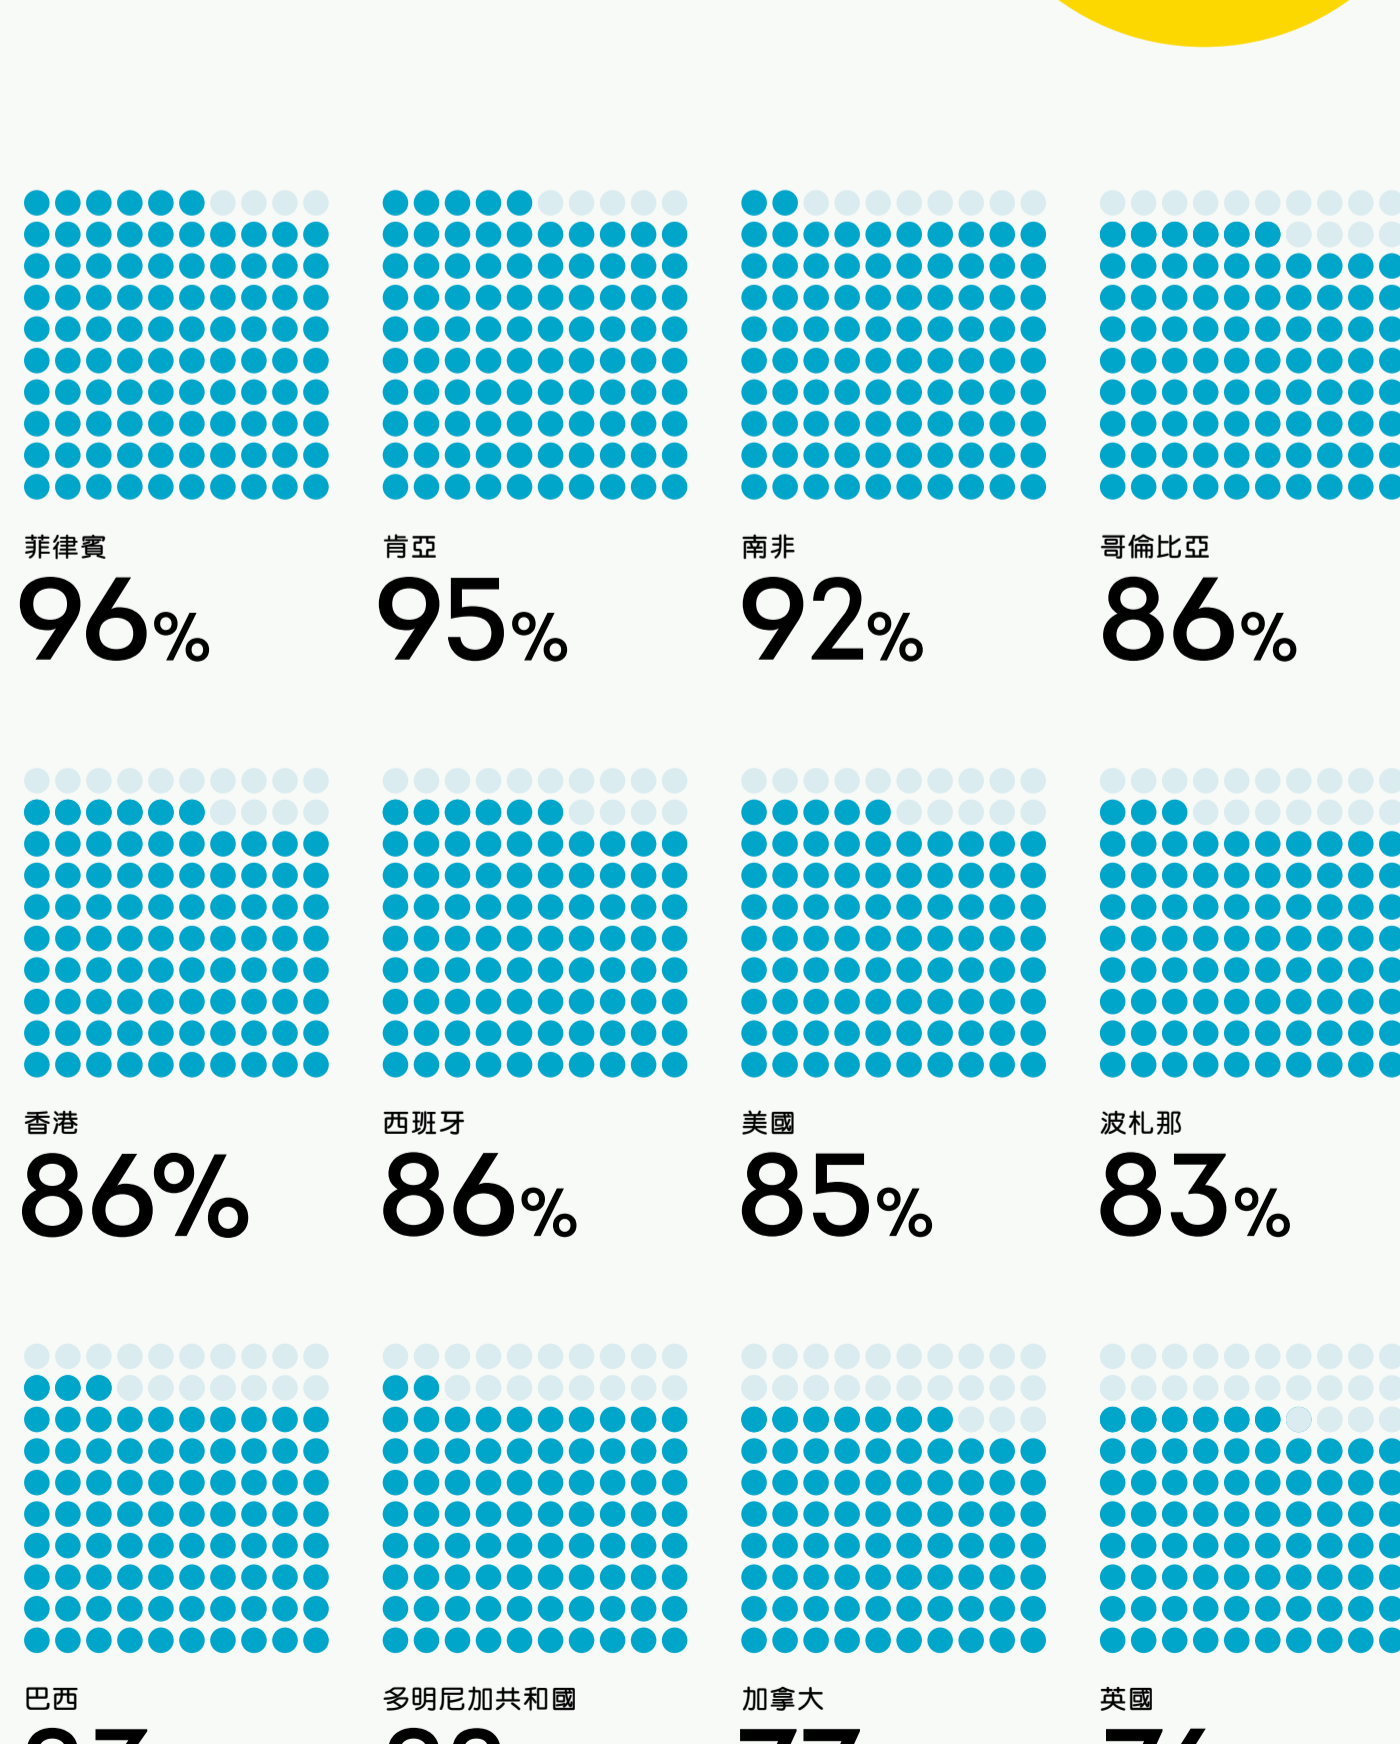 菲律賓
96%
肯亞
95%
南非
92%
哥倫比亞
86%
香港
86%
西班牙
86%
美國
85%
波札那
83%
巴西
多明尼加共和國
加拿大
英國